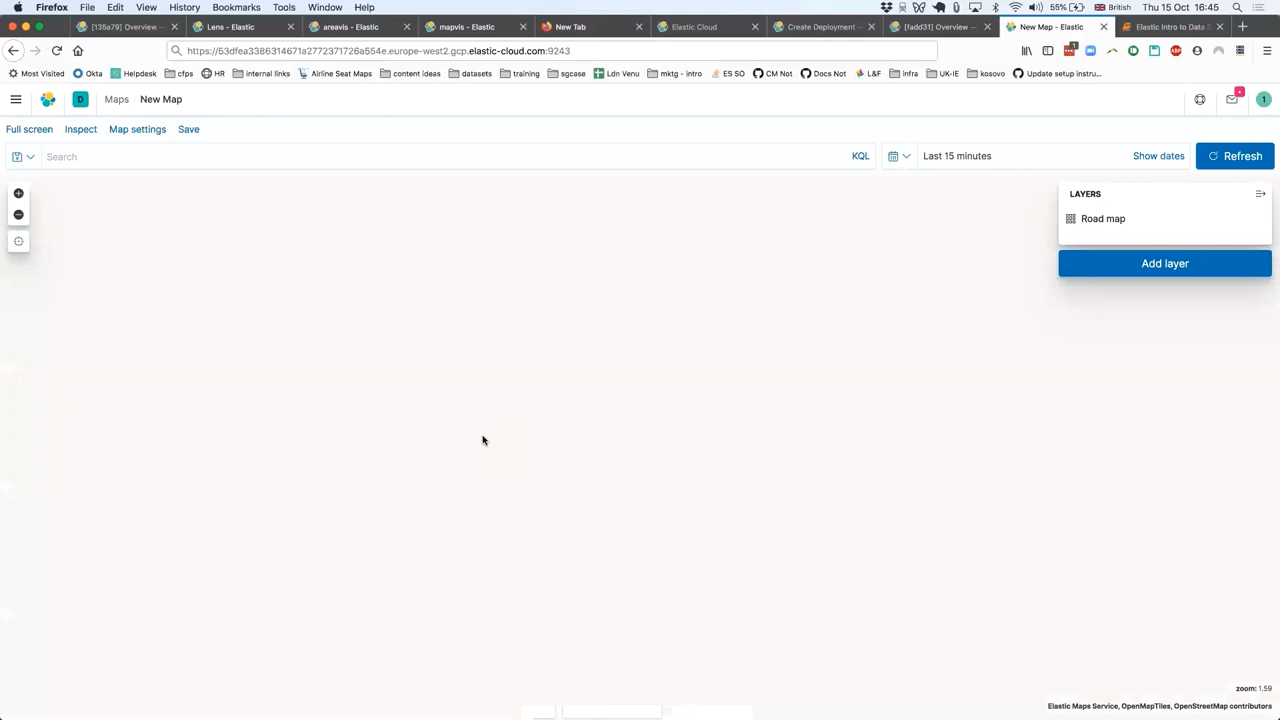 Firefox File Edit View History Bookmarks Tools Window Help 55% British Thu 15 Oct 16:45
[135a79] Overview — Lens - Elastic areavis - Elastic mapvis - Elastic New Tab Elastic Cloud Create Deployment — [fadd31] Overview — New Map - Elastic Elastic Intro to Data S
https://63dfea3386314671a2772371726a554e.europe-west2.gcp.elastic-cloud.com:9243
Most Visited Okta Helpdesk cfps HR internal links Airline Seat Maps content ideas datasets training sgcase Ldn Venu mktg - intro ES SO CM Not Docs Not L&F infra UK-IE kosovo Update setup instru...
D Maps New Map 1
Full screen Inspect Map settings Save
Search KQL Last 15 minutes Show dates Refresh
LAYERS
Road map
Add layer
zoom: 1.59
Elastic Maps Service, OpenMapTiles, OpenStreetMap contributors